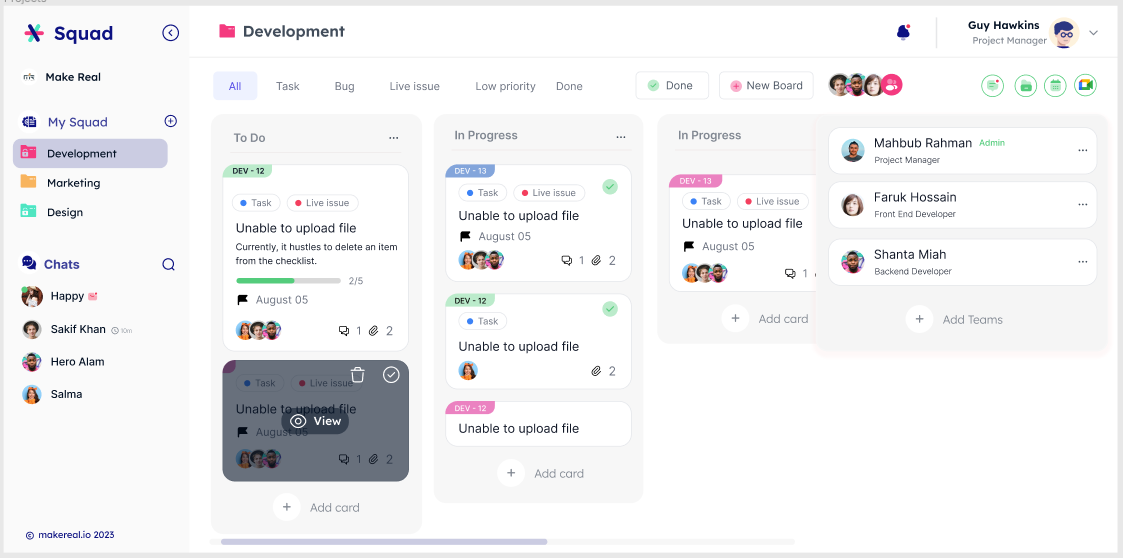 Projects
Squad
Make Real
My Squad
Development
Marketing
Design
Chats
Happy
Sakif Khan 10m
Hero Alam
Salma
© makereal.io 2023
Development
Guy Hawkins
Project Manager
All Task Bug Live issue Low priority Done
Done
New Board
To Do ...
DEV - 12
Task Live issue
Unable to upload file
Currently, it hustles to delete an item
from the checklist.
2/5
August 05
1 2
Task Live issue
Unable to upload file
View
August 05
1 2
+ Add card
In Progress ...
DEV - 13
Task Live issue
Unable to upload file
August 05
1 2
DEV - 12
Task
Unable to upload file
2
DEV - 12
Unable to upload file
+ Add card
In Progress
DEV - 13
Task Live issue
Unable to upload file
August 05
1
+ Add card
Mahbub Rahman Admin
Project Manager
...
Faruk Hossain
Front End Developer
...
Shanta Miah
Backend Developer
...
+ Add Teams